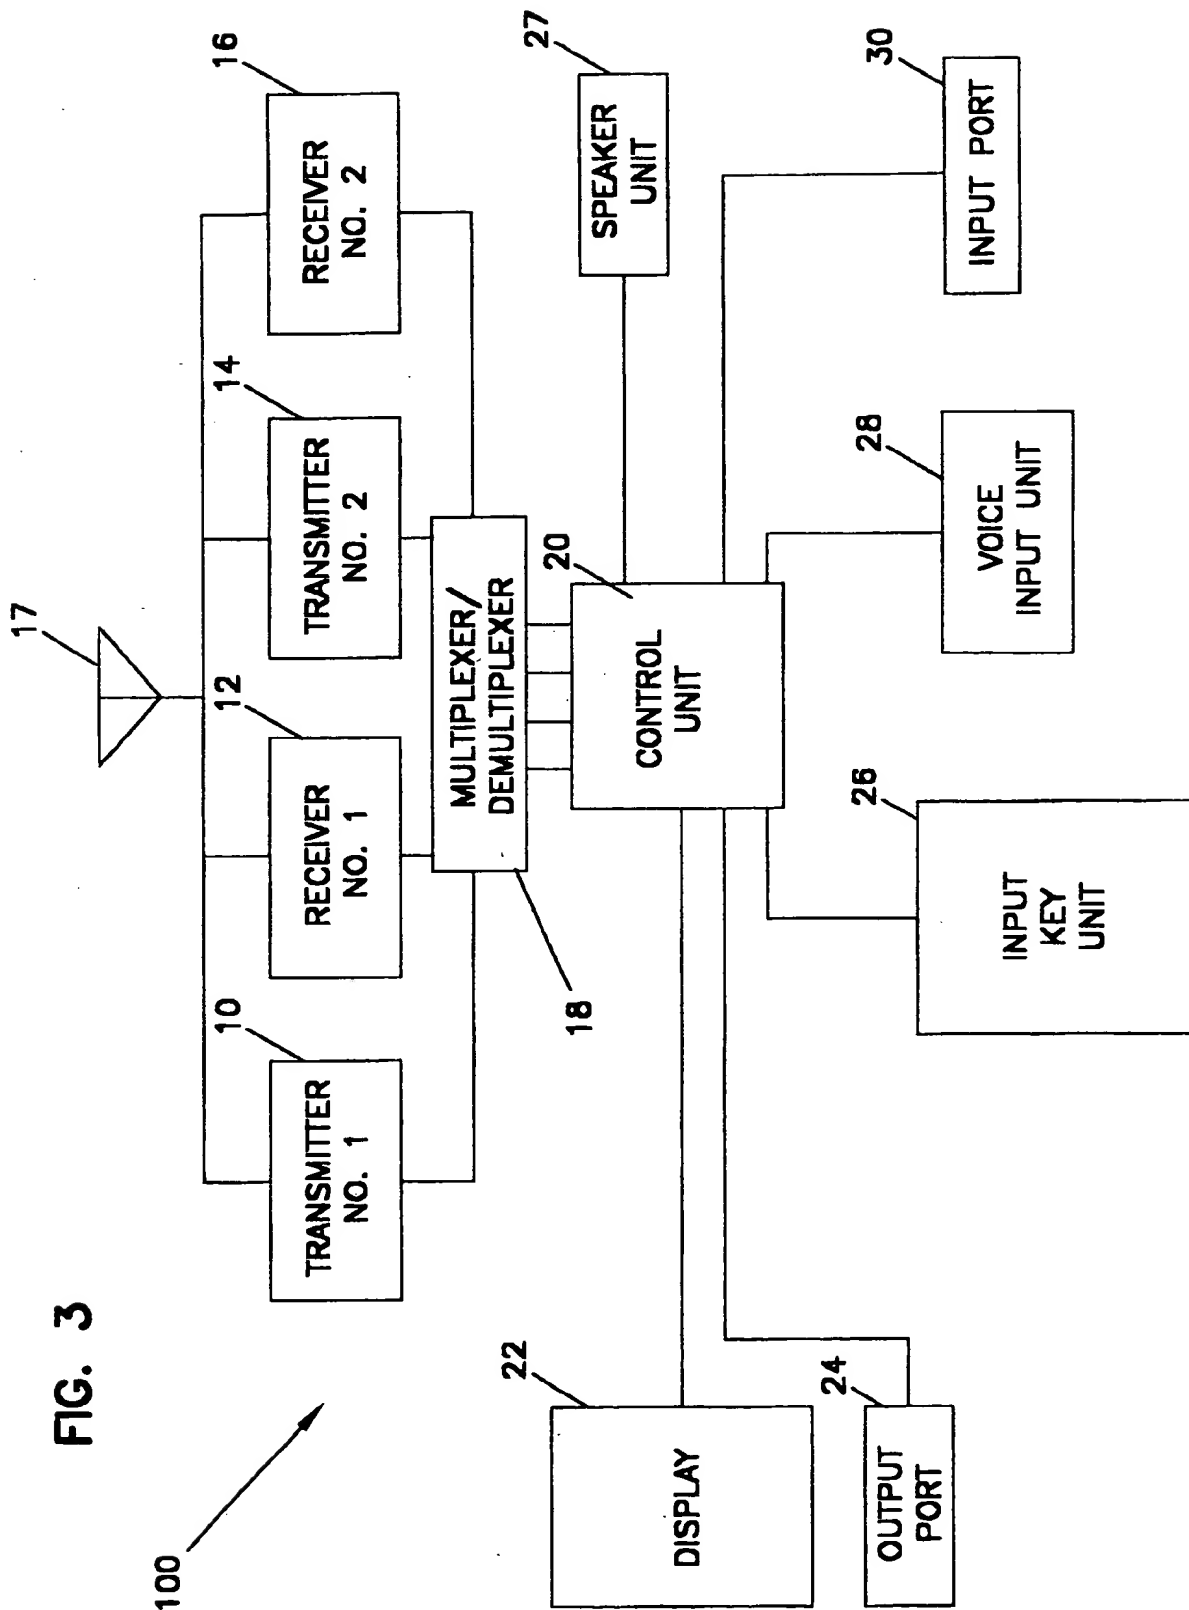 FIG. 3
100
17
10
TRANSMITTER
NO. 1
12
RECEIVER
NO. 1
14
TRANSMITTER
NO. 2
16
RECEIVER
NO. 2
18
MULTIPLEXER/
DEMULTIPLEXER
20
CONTROL
UNIT
22
DISPLAY
27
SPEAKER
UNIT
24
OUTPUT
PORT
26
INPUT
KEY
UNIT
28
VOICE
INPUT UNIT
30
INPUT PORT